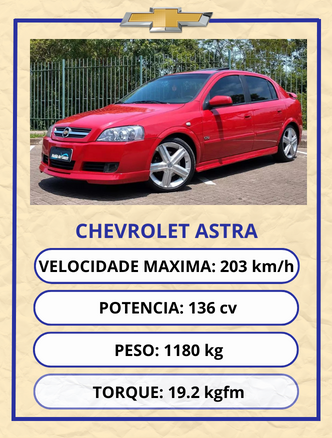 CHEVROLET ASTRA
VELOCIDADE MAXIMA: 203 km/h
POTENCIA: 136 cv
PESO: 1180 kg
TORQUE: 19.2 kgfm